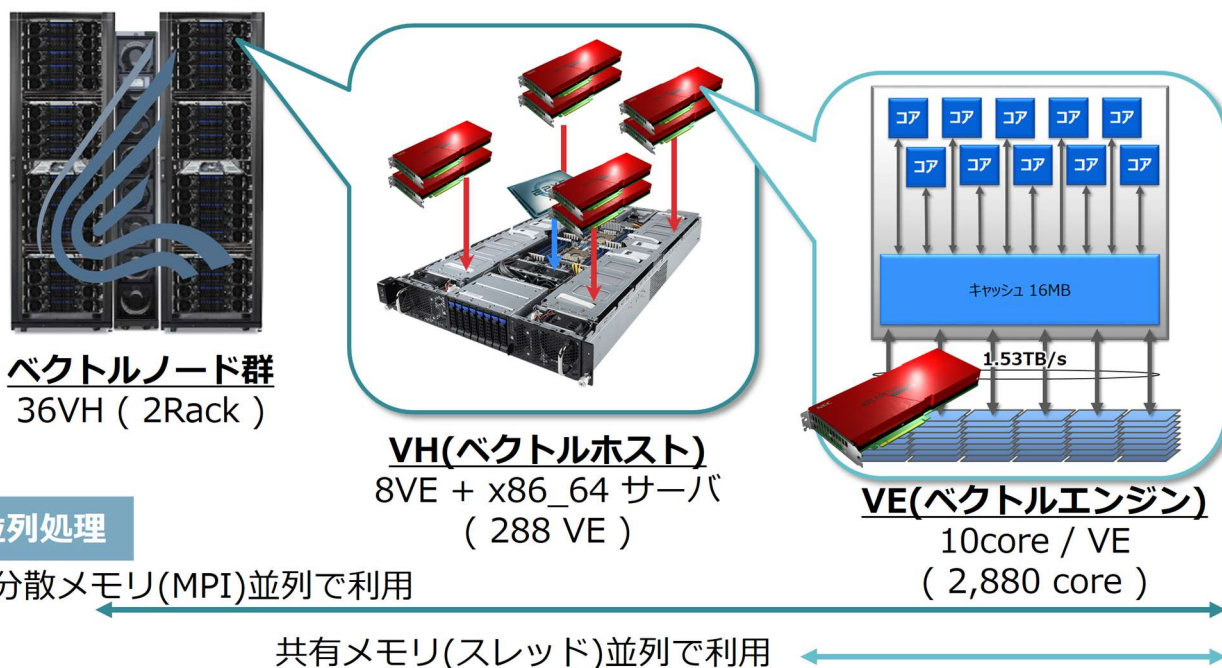 コア コア コア コア コア
コア コア コア コア コア
キャッシュ 16MB
1.53TB/s
ベクトルノード群
36VH ( 2Rack )
VH(ベクトルホスト)
8VE + x86_64 サーバ
( 288 VE )
VE(ベクトルエンジン)
10core / VE
( 2,880 core )
列処理
分散メモリ(MPI)並列で利用
共有メモリ(スレッド)並列で利用